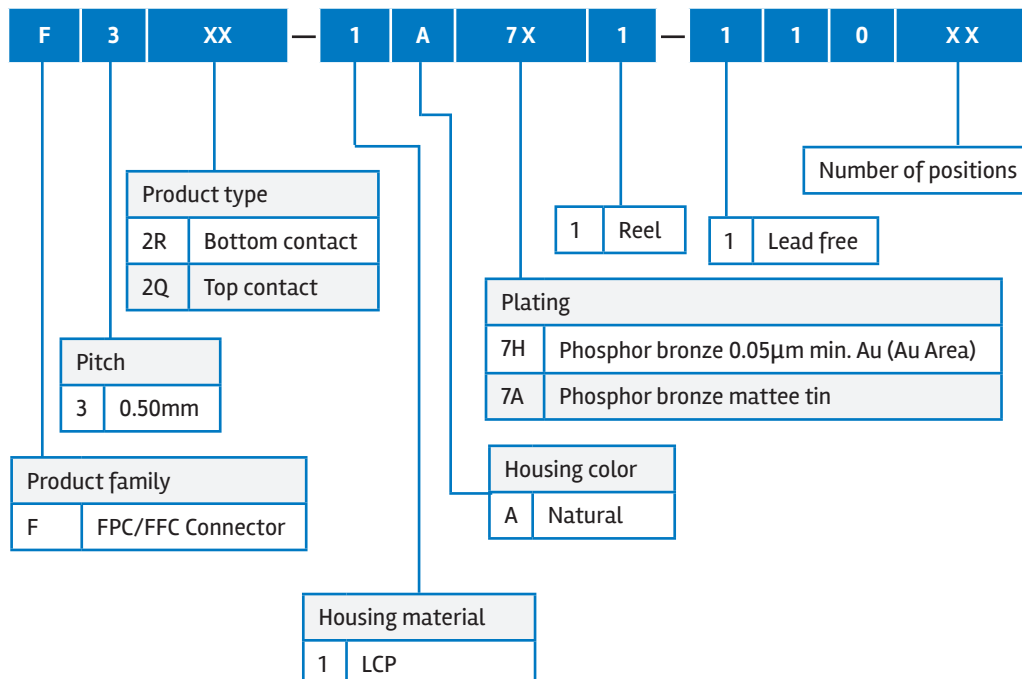 F 3 XX — 1 A 7X 1 — 1 1 0 XX
Number of positions
Product type
2R Bottom contact
2Q Top contact
1 Reel
1 Lead free
Plating
7H Phosphor bronze 0.05µm min. Au (Au Area)
7A Phosphor bronze mattee tin
Pitch
3 0.50mm
Product family
F FPC/FFC Connector
Housing color
A Natural
Housing material
1 LCP